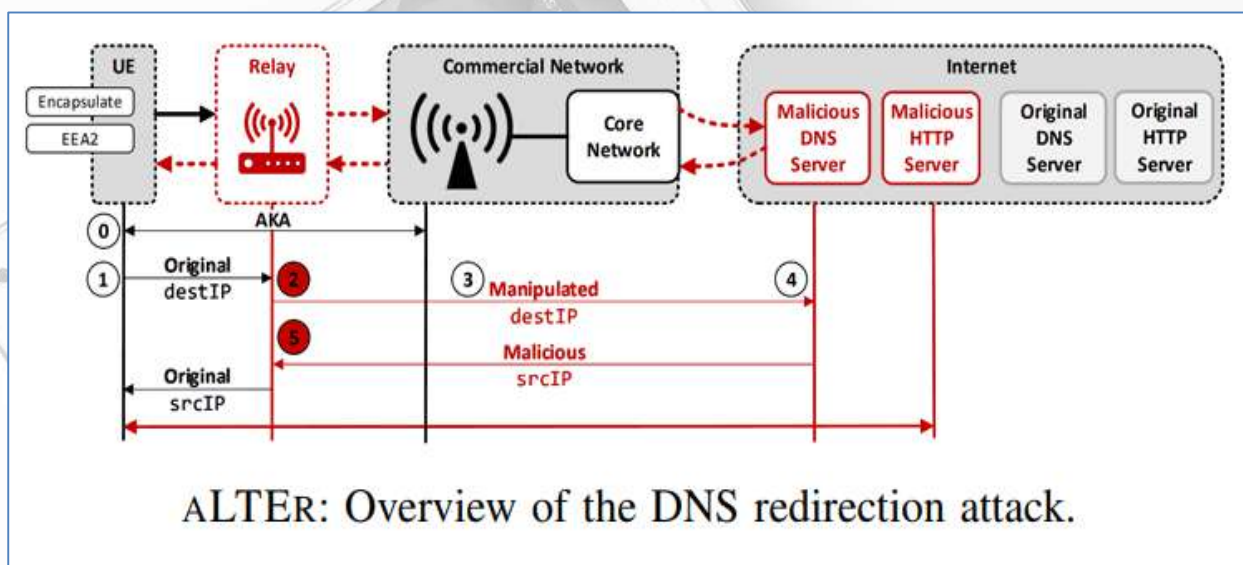 UE
Relay
Commercial Network
Internet
Encapsulate
EEA2
Core
Network
Malicious
DNS
Server
Malicious
HTTP
Server
Original
DNS
Server
Original
HTTP
Server
0
AKA
1
Original
destIP
2
3
Manipulated
destIP
4
5
Malicious
srcIP
Original
srcIP
ALTER: Overview of the DNS redirection attack.